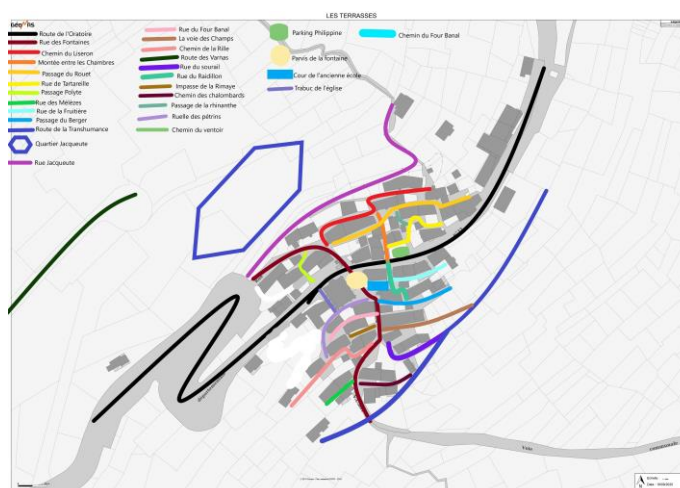 LES TERRASSES
Route de l'Oratoire
Rue des Fontaines
Chemin du Liseron
Montée entre les Chambres
Passage du Rouet
Rue de Tartareille
Passage Polyte
Rue des Mélèzes
Rue de la Fruitière
Passage du Berger
Route de la Transhumance
Quartier Jacqueute
Rue Jacqueute
Rue du Four Banal
La voie des Champs
Chemin de la Rille
Route des Varnas
Rue du sourail
Rue du Raidillon
Impasse de la Rimaye
Chemin des chalombards
Passage de la rhinanthe
Ruelle des pétrins
Chemin du ventoir
Parking Philippine
Parvis de la fontaine
Cour de l'ancienne école
Trabuc de l'église
Chemin du Four Banal